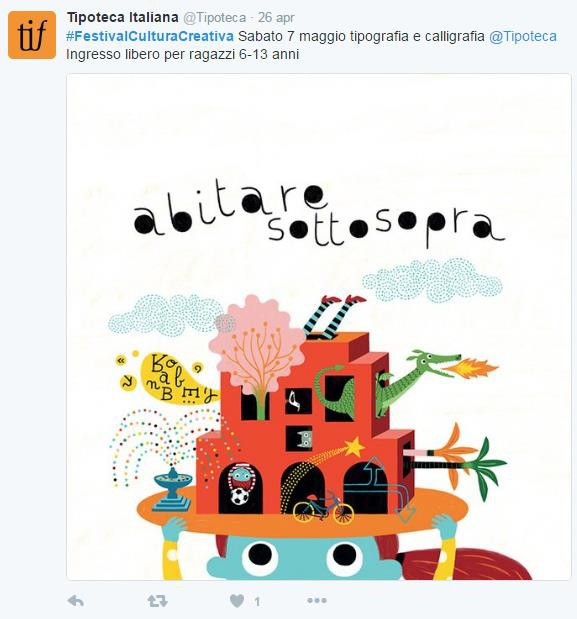 tif
Tipoteca Italiana @Tipoteca · 26 apr
#FestivalCulturaCreativa Sabato 7 maggio tipografia e calligrafia @Tipoteca
Ingresso libero per ragazzi 6-13 anni
abitare
sottosopra
1